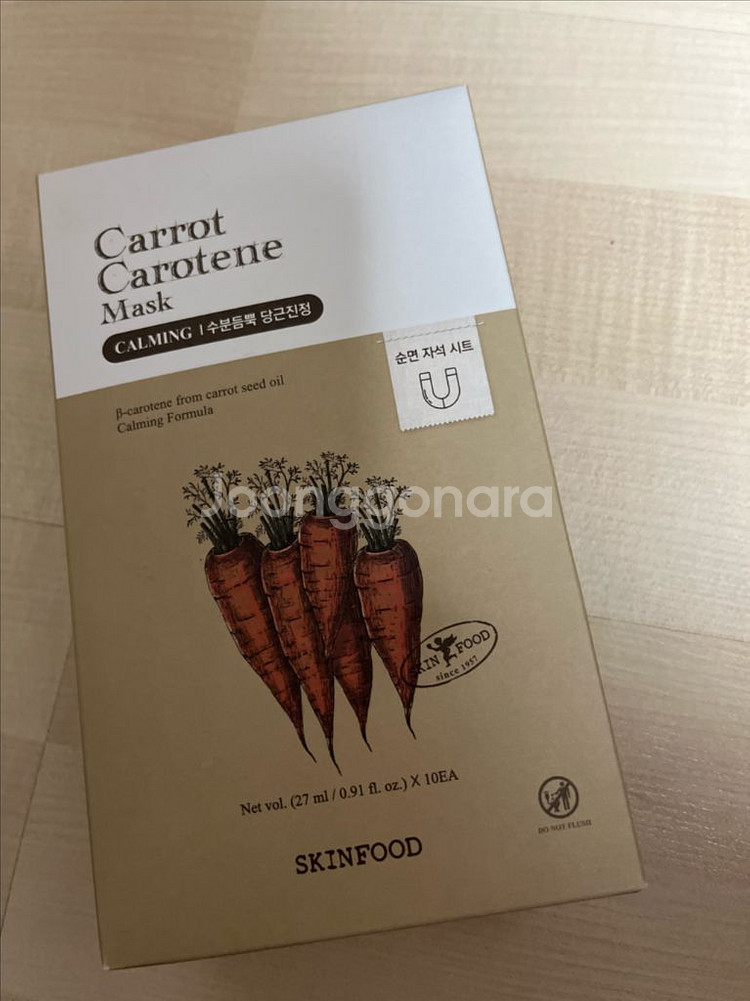 Carrot
Carotene
Mask
CALMING | 수분듬뿍 당근진정
순면 자석 시트
β-carotene from carrot seed oil
Calming Formula
Joonggonara
SKIN FOOD
since 1957
Net vol. (27 ml / 0.91 fl. oz.) X 10EA
DO NOT FLUSH
SKINFOOD